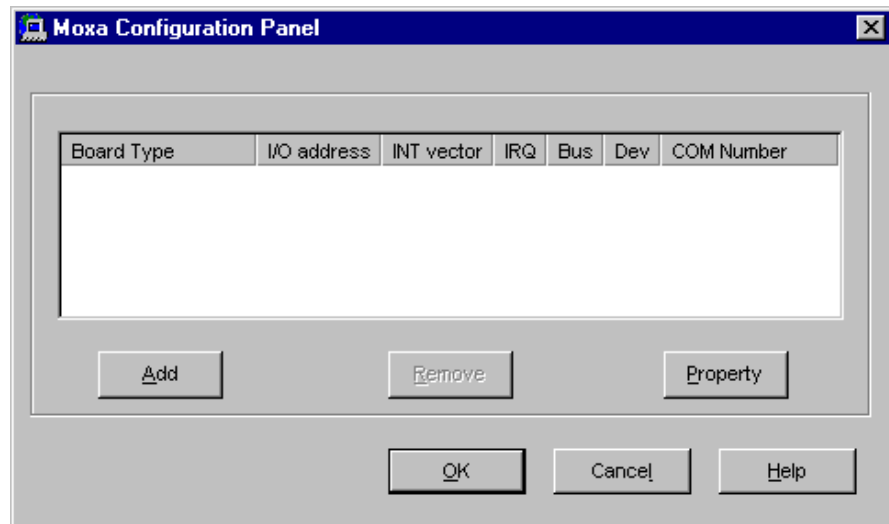 Moxa Configuration Panel
Board Type I/O address INT vector IRQ Bus Dev COM Number
Add Remove Property
OK Cancel Help